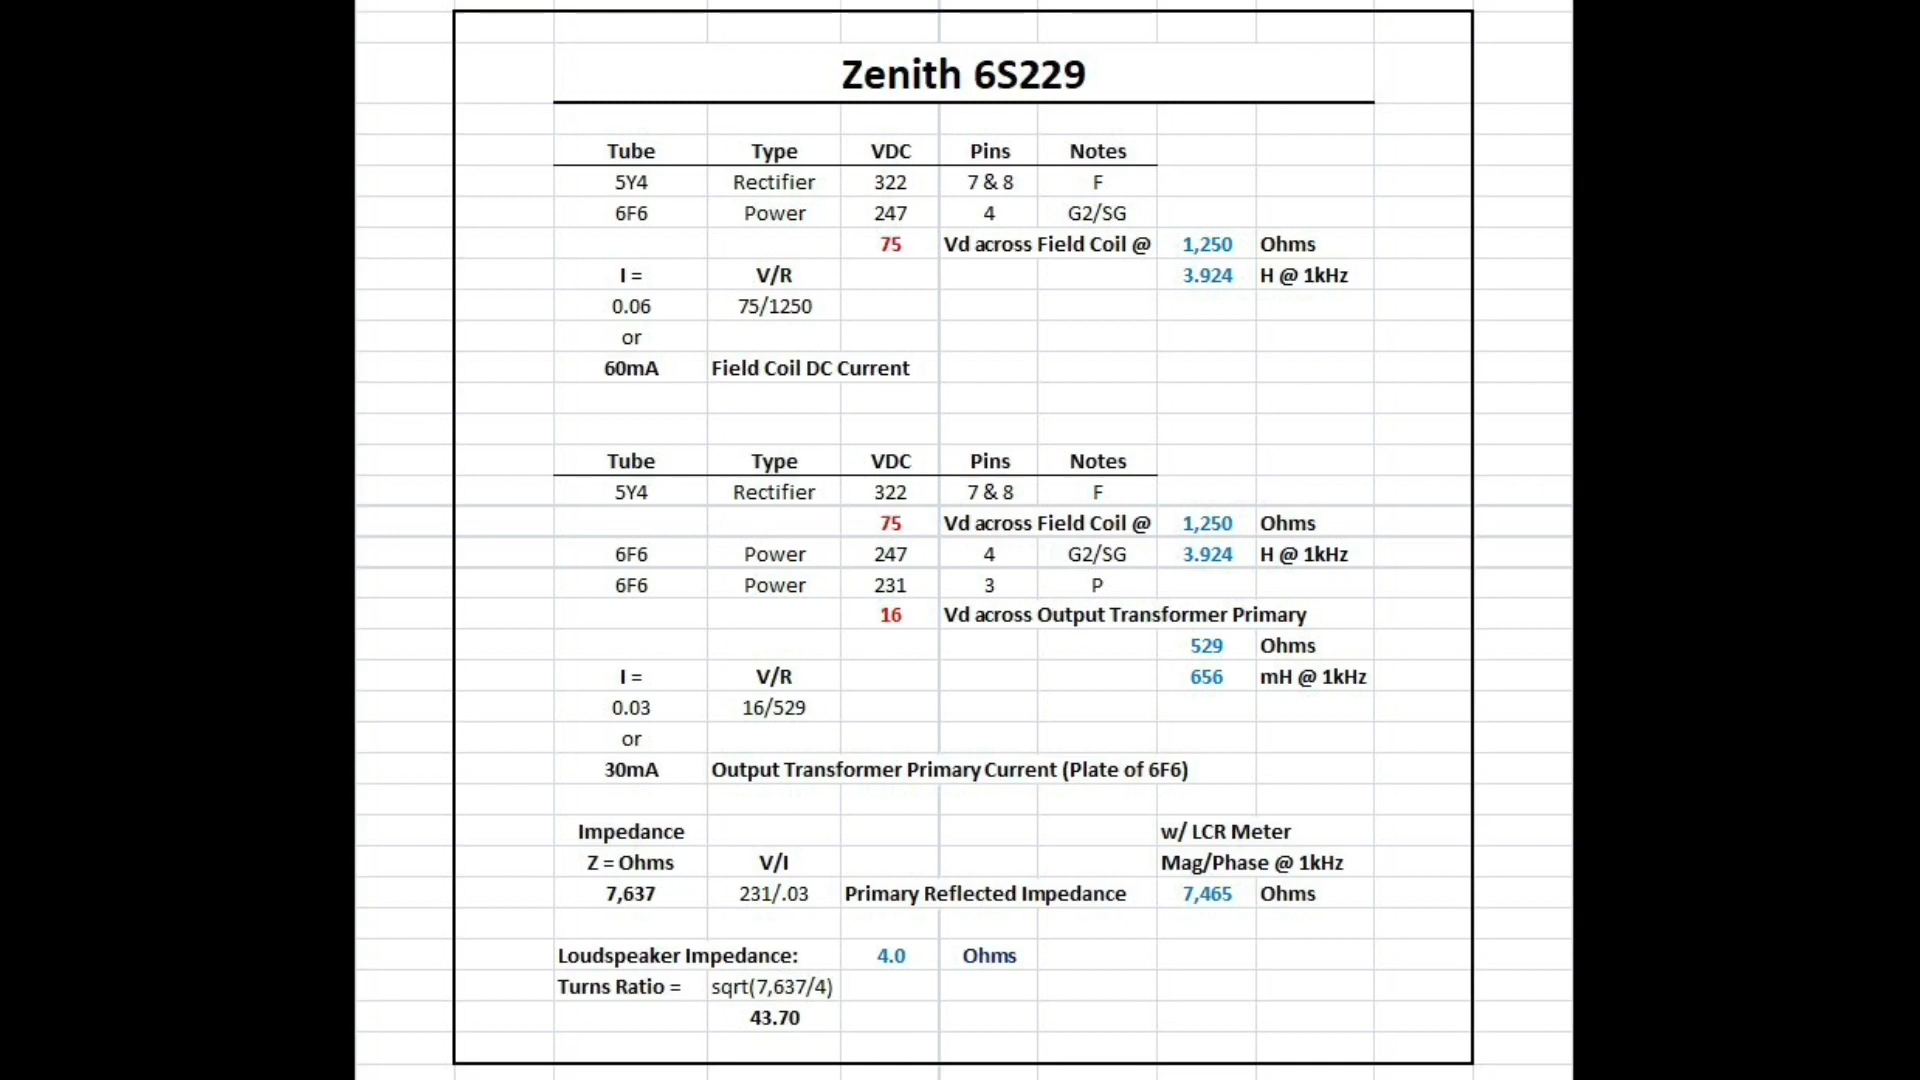 Zenith 6S229
Tube Type VDC Pins Notes
5Y4 Rectifier 322 7 & 8 F
6F6 Power 247 4 G2/SG
75 Vd across Field Coil @ 1,250 Ohms
I = V/R 3.924 H @ 1kHz
0.06 75/1250
or
60mA Field Coil DC Current
Tube Type VDC Pins Notes
5Y4 Rectifier 322 7 & 8 F
75 Vd across Field Coil @ 1,250 Ohms
6F6 Power 247 4 G2/SG 3.924 H @ 1kHz
6F6 Power 231 3 P
16 Vd across Output Transformer Primary
529 Ohms
I = V/R 656 mH @ 1kHz
0.03 16/529
or
30mA Output Transformer Primary Current (Plate of 6F6)
Impedance w/ LCR Meter
Z = Ohms V/I Mag/Phase @ 1kHz
7,637 231/.03 Primary Reflected Impedance 7,465 Ohms
Loudspeaker Impedance: 4.0 Ohms
Turns Ratio = sqrt(7,637/4)
43.70